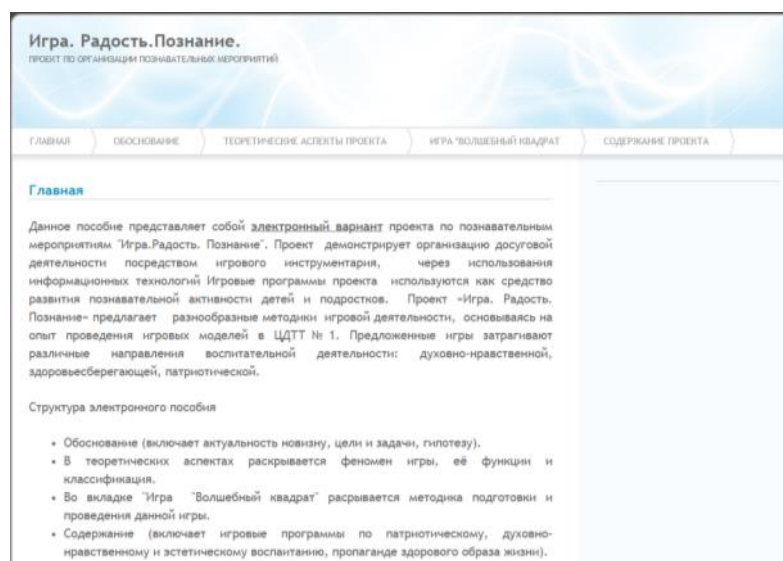 Игра. Радость.Познание.
ПРОЕКТ ПО ОРГАНИЗАЦИИ ПОЗНАВАТЕЛЬНЫХ МЕРОПРИЯТИЙ
ГЛАВНАЯ ОБОСНОВАНИЕ ТЕОРЕТИЧЕСКИЕ АСПЕКТЫ ПРОЕКТА ИГРА "ВОЛШЕБНЫЙ КВАДРАТ СОДЕРЖАНИЕ ПРОЕКТА
Главная
Данное пособие представляет собой электронный вариант проекта по познавательным
мероприятиям "Игра.Радость. Познание". Проект демонстрирует организацию досуговой
деятельности посредством игрового инструментария, через использования
информационных технологий Игровые программы проекта используются как средство
развития познавательной активности детей и подростков. Проект «Игра. Радость.
Познание» предлагает разнообразные методики игровой деятельности, основываясь на
опыт проведения игровых моделей в ЦДТТ № 1. Предложенные игры затрагивают
различные направления воспитательной деятельности: духовно-нравственной,
здоровьесберегающей, патриотической.
Структура электронного пособия
• Обоснование (включает актуальность новизну, цели и задачи, гипотезу).
• В теоретических аспектах раскрывается феномен игры, её функции и
классификация.
• Во вкладке "Игра "Волшебный квадрат" расрывается методика подготовки и
проведения данной игры.
• Содержание (включает игровые программы по патриотическому, духовно-
нравственному и эстетическому воспаитанию, пропаганде здорового образа жизни).